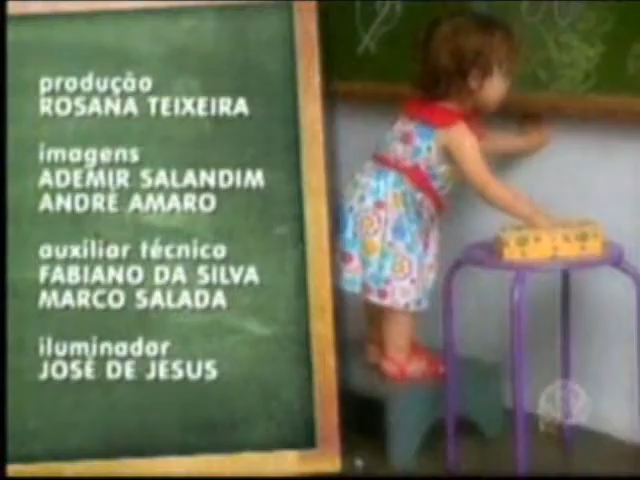 produção
ROSANA TEIXEIRA
imagens
ADEMIR SALANDIM
ANDRÉ AMARO
auxiliar técnico
FABIANO DA SILVA
MARCO SALADA
iluminador
JOSÉ DE JESUS